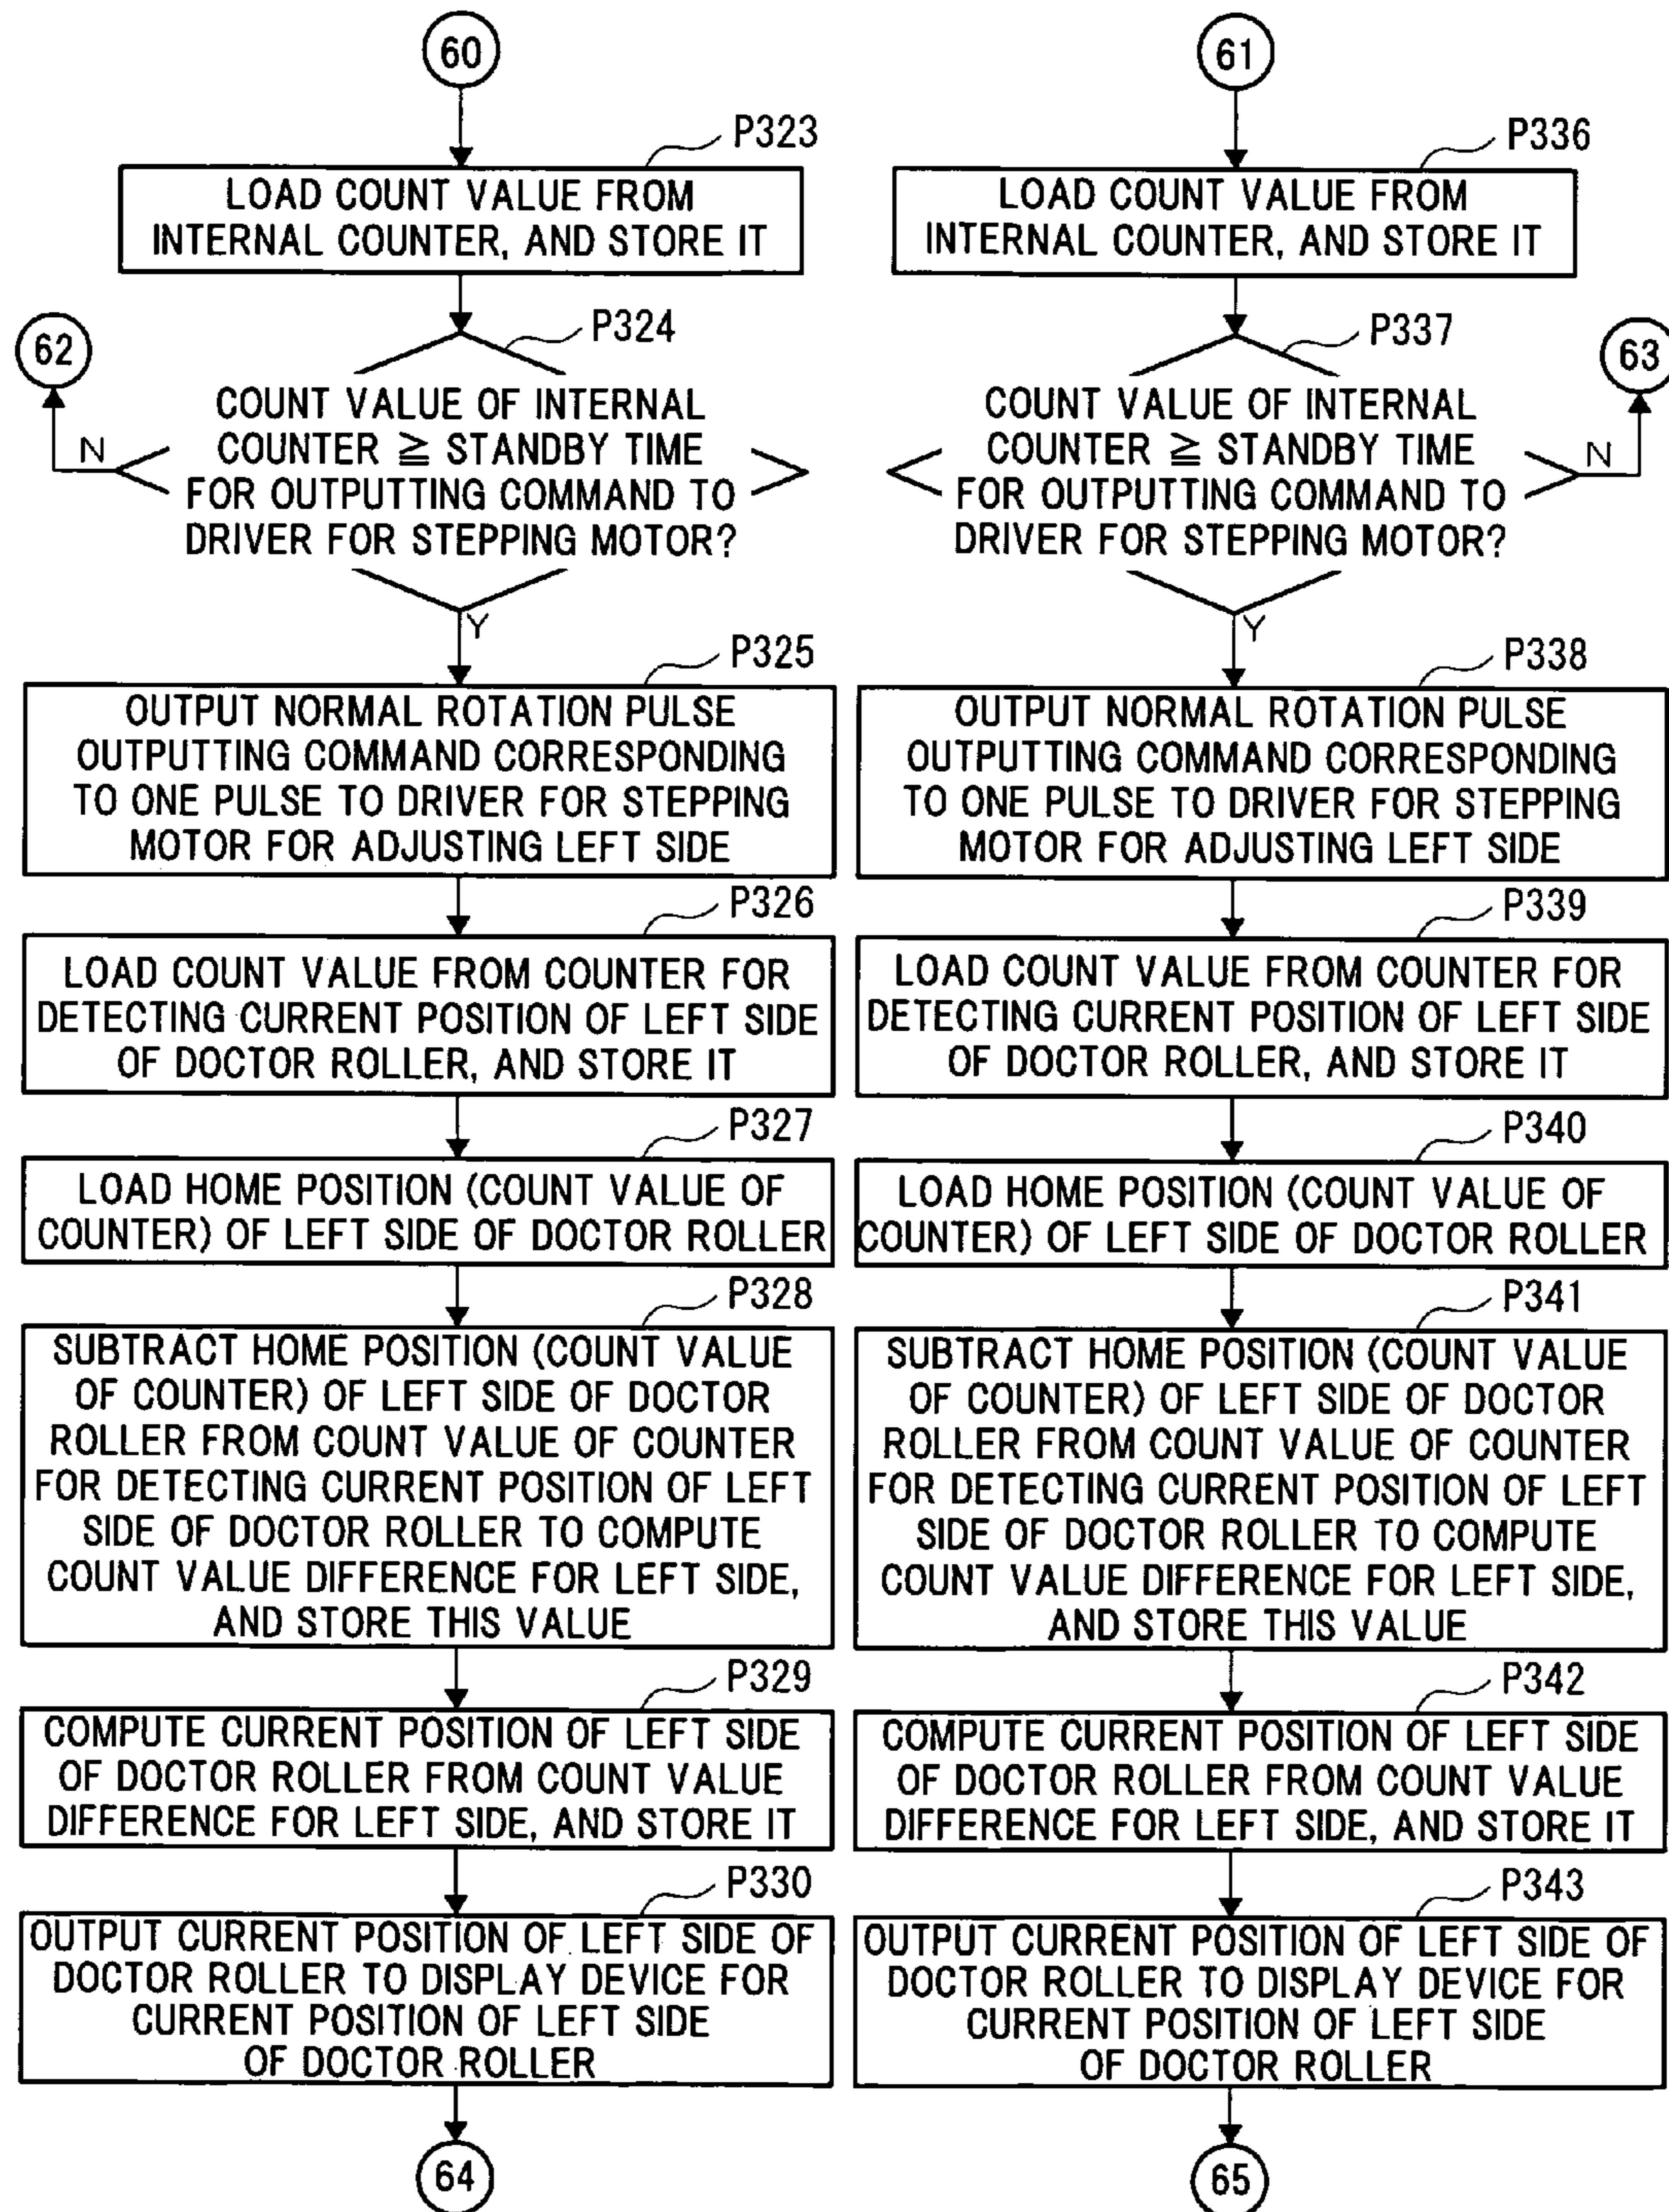 60
P323
LOAD COUNT VALUE FROM
INTERNAL COUNTER, AND STORE IT
P324
62
COUNT VALUE OF INTERNAL
COUNTER ≧ STANDBY TIME
FOR OUTPUTTING COMMAND TO
DRIVER FOR STEPPING MOTOR?
N
Y
P325
OUTPUT NORMAL ROTATION PULSE
OUTPUTTING COMMAND CORRESPONDING
TO ONE PULSE TO DRIVER FOR STEPPING
MOTOR FOR ADJUSTING LEFT SIDE
P326
LOAD COUNT VALUE FROM COUNTER FOR
DETECTING CURRENT POSITION OF LEFT SIDE
OF DOCTOR ROLLER, AND STORE IT
P327
LOAD HOME POSITION (COUNT VALUE OF
COUNTER) OF LEFT SIDE OF DOCTOR ROLLER
P328
SUBTRACT HOME POSITION (COUNT VALUE
OF COUNTER) OF LEFT SIDE OF DOCTOR
ROLLER FROM COUNT VALUE OF COUNTER
FOR DETECTING CURRENT POSITION OF LEFT
SIDE OF DOCTOR ROLLER TO COMPUTE
COUNT VALUE DIFFERENCE FOR LEFT SIDE,
AND STORE THIS VALUE
P329
COMPUTE CURRENT POSITION OF LEFT SIDE
OF DOCTOR ROLLER FROM COUNT VALUE
DIFFERENCE FOR LEFT SIDE, AND STORE IT
P330
OUTPUT CURRENT POSITION OF LEFT SIDE OF
DOCTOR ROLLER TO DISPLAY DEVICE FOR
CURRENT POSITION OF LEFT SIDE
OF DOCTOR ROLLER
64
61
P336
LOAD COUNT VALUE FROM
INTERNAL COUNTER, AND STORE IT
P337
63
COUNT VALUE OF INTERNAL
COUNTER ≧ STANDBY TIME
FOR OUTPUTTING COMMAND TO
DRIVER FOR STEPPING MOTOR?
N
Y
P338
OUTPUT NORMAL ROTATION PULSE
OUTPUTTING COMMAND CORRESPONDING
TO ONE PULSE TO DRIVER FOR STEPPING
MOTOR FOR ADJUSTING LEFT SIDE
P339
LOAD COUNT VALUE FROM COUNTER FOR
DETECTING CURRENT POSITION OF LEFT SIDE
OF DOCTOR ROLLER, AND STORE IT
P340
LOAD HOME POSITION (COUNT VALUE OF
COUNTER) OF LEFT SIDE OF DOCTOR ROLLER
P341
SUBTRACT HOME POSITION (COUNT VALUE
OF COUNTER) OF LEFT SIDE OF DOCTOR
ROLLER FROM COUNT VALUE OF COUNTER
FOR DETECTING CURRENT POSITION OF LEFT
SIDE OF DOCTOR ROLLER TO COMPUTE
COUNT VALUE DIFFERENCE FOR LEFT SIDE,
AND STORE THIS VALUE
P342
COMPUTE CURRENT POSITION OF LEFT SIDE
OF DOCTOR ROLLER FROM COUNT VALUE
DIFFERENCE FOR LEFT SIDE, AND STORE IT
P343
OUTPUT CURRENT POSITION OF LEFT SIDE OF
DOCTOR ROLLER TO DISPLAY DEVICE FOR
CURRENT POSITION OF LEFT SIDE
OF DOCTOR ROLLER
65